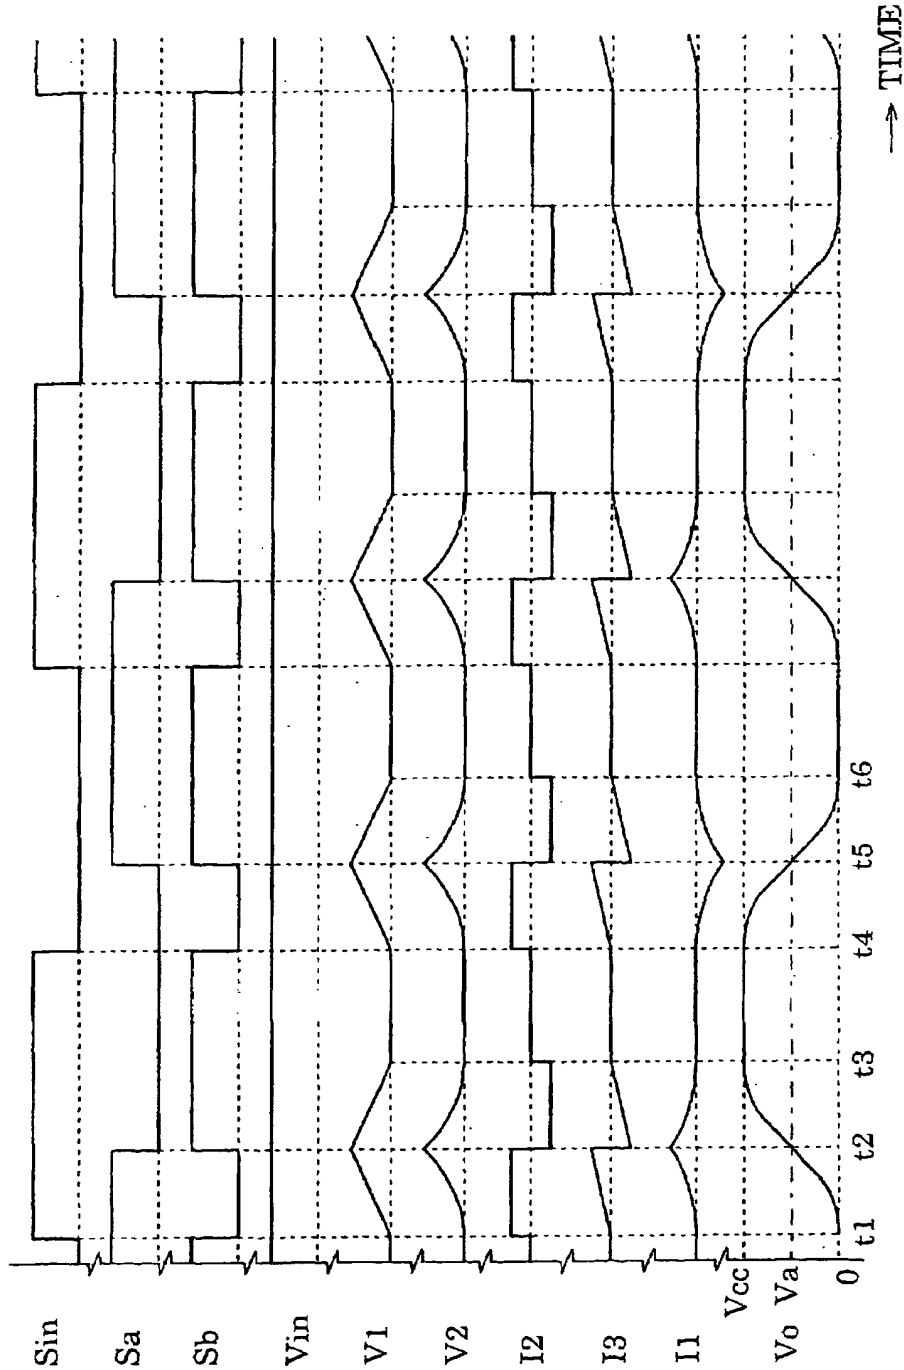 Sin
Sa
Sb
Vin
V1
V2
I2
I3
I1
Vcc
Vo Va
0
t1 t2 t3 t4 t5 t6
→ TIME